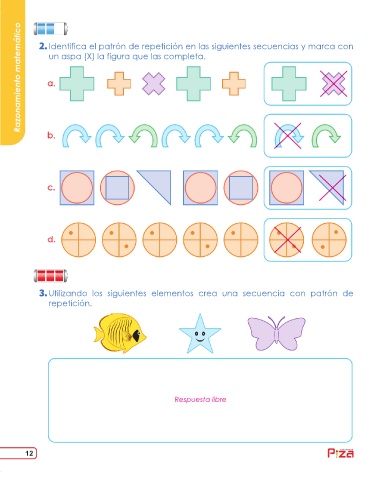 Razonamiento matemático
2. Identifica el patrón de repetición en las siguientes secuencias y marca con
un aspa (X) la figura que las completa.
a.
b.
c.
d.
3. Utilizando los siguientes elementos crea una secuencia con patrón de
repetición.
Respuesta libre
12
Piza